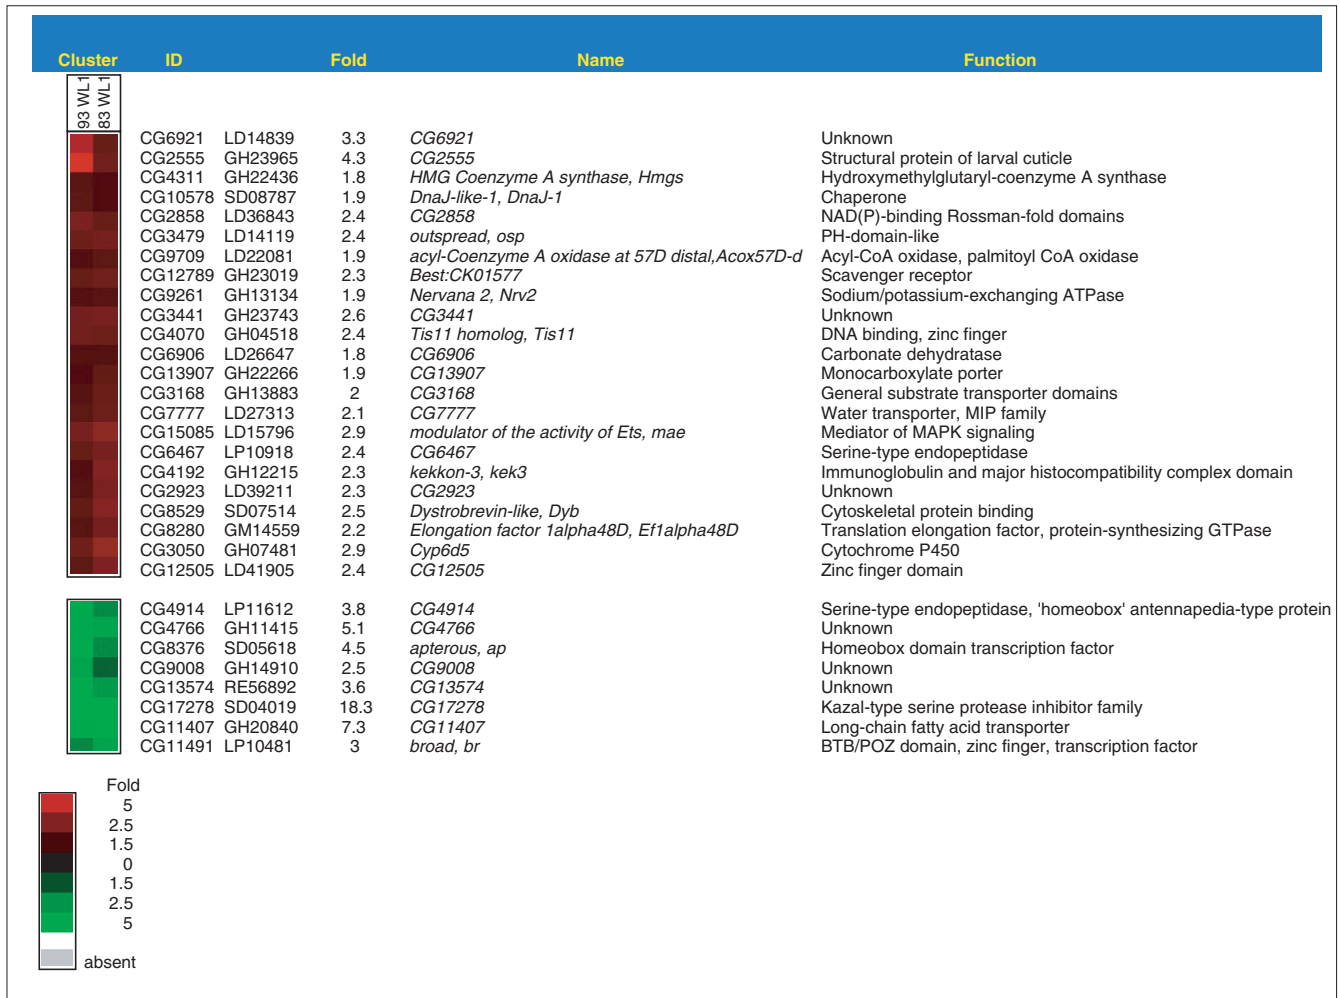 Cluster ID Fold Name Function
93 WL1
83 WL1
CG6921 LD14839 3.3 CG6921 Unknown
CG2555 GH23965 4.3 CG2555 Structural protein of larval cuticle
CG4311 GH22436 1.8 HMG Coenzyme A synthase, Hmgs Hydroxymethylglutaryl-coenzyme A synthase
CG10578 SD08787 1.9 DnaJ-like-1, DnaJ-1 Chaperone
CG2858 LD36843 2.4 CG2858 NAD(P)-binding Rossman-fold domains
CG3479 LD14119 2.4 outspread, osp PH-domain-like
CG9709 LD22081 1.9 acyl-Coenzyme A oxidase at 57D distal,Acox57D-d Acyl-CoA oxidase, palmitoyl CoA oxidase
CG12789 GH23019 2.3 Best:CK01577 Scavenger receptor
CG9261 GH13134 1.9 Nervana 2, Nrv2 Sodium/potassium-exchanging ATPase
CG3441 GH23743 2.6 CG3441 Unknown
CG4070 GH04518 2.4 Tis11 homolog, Tis11 DNA binding, zinc finger
CG6906 LD26647 1.8 CG6906 Carbonate dehydratase
CG13907 GH22266 1.9 CG13907 Monocarboxylate porter
CG3168 GH13883 2 CG3168 General substrate transporter domains
CG7777 LD27313 2.1 CG7777 Water transporter, MIP family
CG15085 LD15796 2.9 modulator of the activity of Ets, mae Mediator of MAPK signaling
CG6467 LP10918 2.4 CG6467 Serine-type endopeptidase
CG4192 GH12215 2.3 kekkon-3, kek3 Immunoglobulin and major histocompatibility complex domain
CG2923 LD39211 2.3 CG2923 Unknown
CG8529 SD07514 2.5 Dystrobrevin-like, Dyb Cytoskeletal protein binding
CG8280 GM14559 2.2 Elongation factor 1alpha48D, Ef1alpha48D Translation elongation factor, protein-synthesizing GTPase
CG3050 GH07481 2.9 Cyp6d5 Cytochrome P450
CG12505 LD41905 2.4 CG12505 Zinc finger domain
CG4914 LP11612 3.8 CG4914 Serine-type endopeptidase, 'homeobox' antennapedia-type protein
CG4766 GH11415 5.1 CG4766 Unknown
CG8376 SD05618 4.5 apterous, ap Homeobox domain transcription factor
CG9008 GH14910 2.5 CG9008 Unknown
CG13574 RE56892 3.6 CG13574 Unknown
CG17278 SD04019 18.3 CG17278 Kazal-type serine protease inhibitor family
CG11407 GH20840 7.3 CG11407 Long-chain fatty acid transporter
CG11491 LP10481 3 broad, br BTB/POZ domain, zinc finger, transcription factor
Fold
5
2.5
1.5
0
1.5
2.5
5
absent